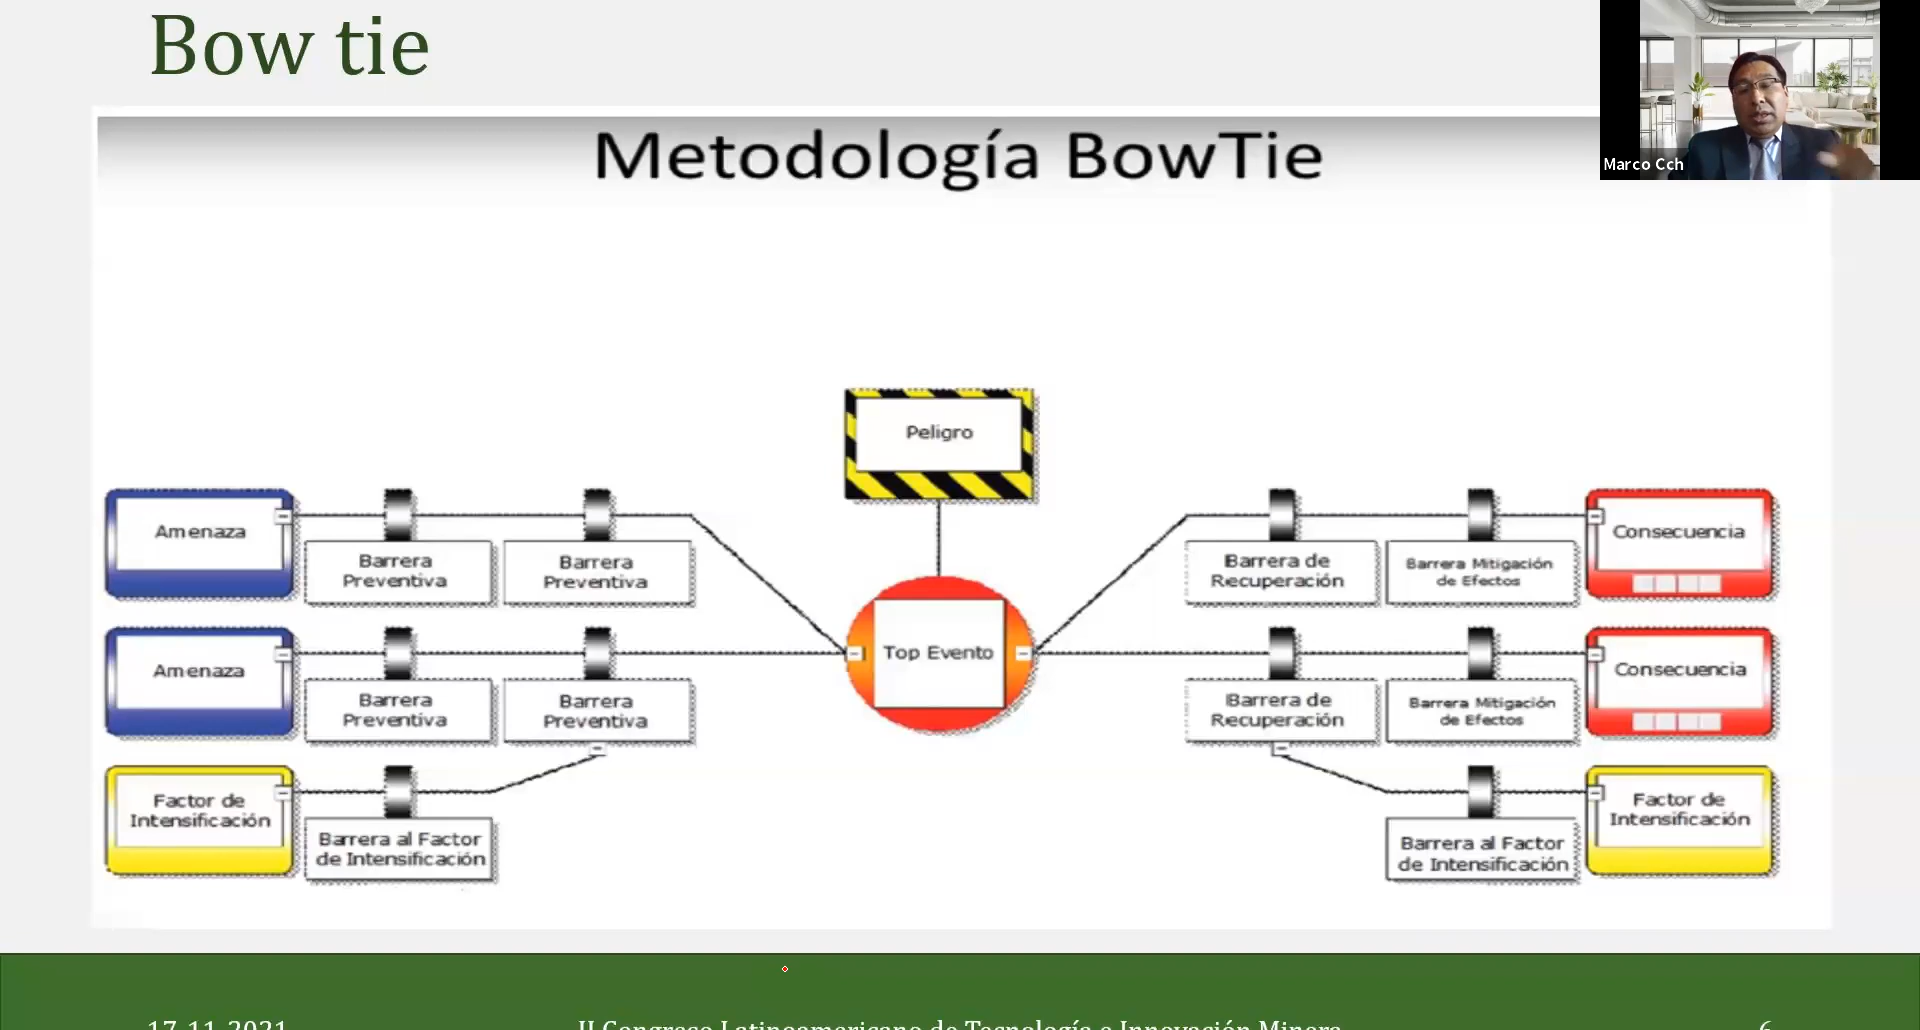 Bow tie
Marco Cch
Metodología BowTie
Peligro
Amenaza
Barrera
Preventiva
Barrera
Preventiva
Top Evento
Barrera de
Recuperación
Barrera Mitigación
de Efectos
Consecuencia
Amenaza
Barrera
Preventiva
Barrera
Preventiva
Barrera de
Recuperación
Barrera Mitigación
de Efectos
Consecuencia
Factor de
Intensificación
Barrera al Factor
de Intensificación
Barrera al Factor
de Intensificación
Factor de
Intensificación
17-11-2021
II Congreso Latinoamericano de Tecnología e Innovación Minera
6